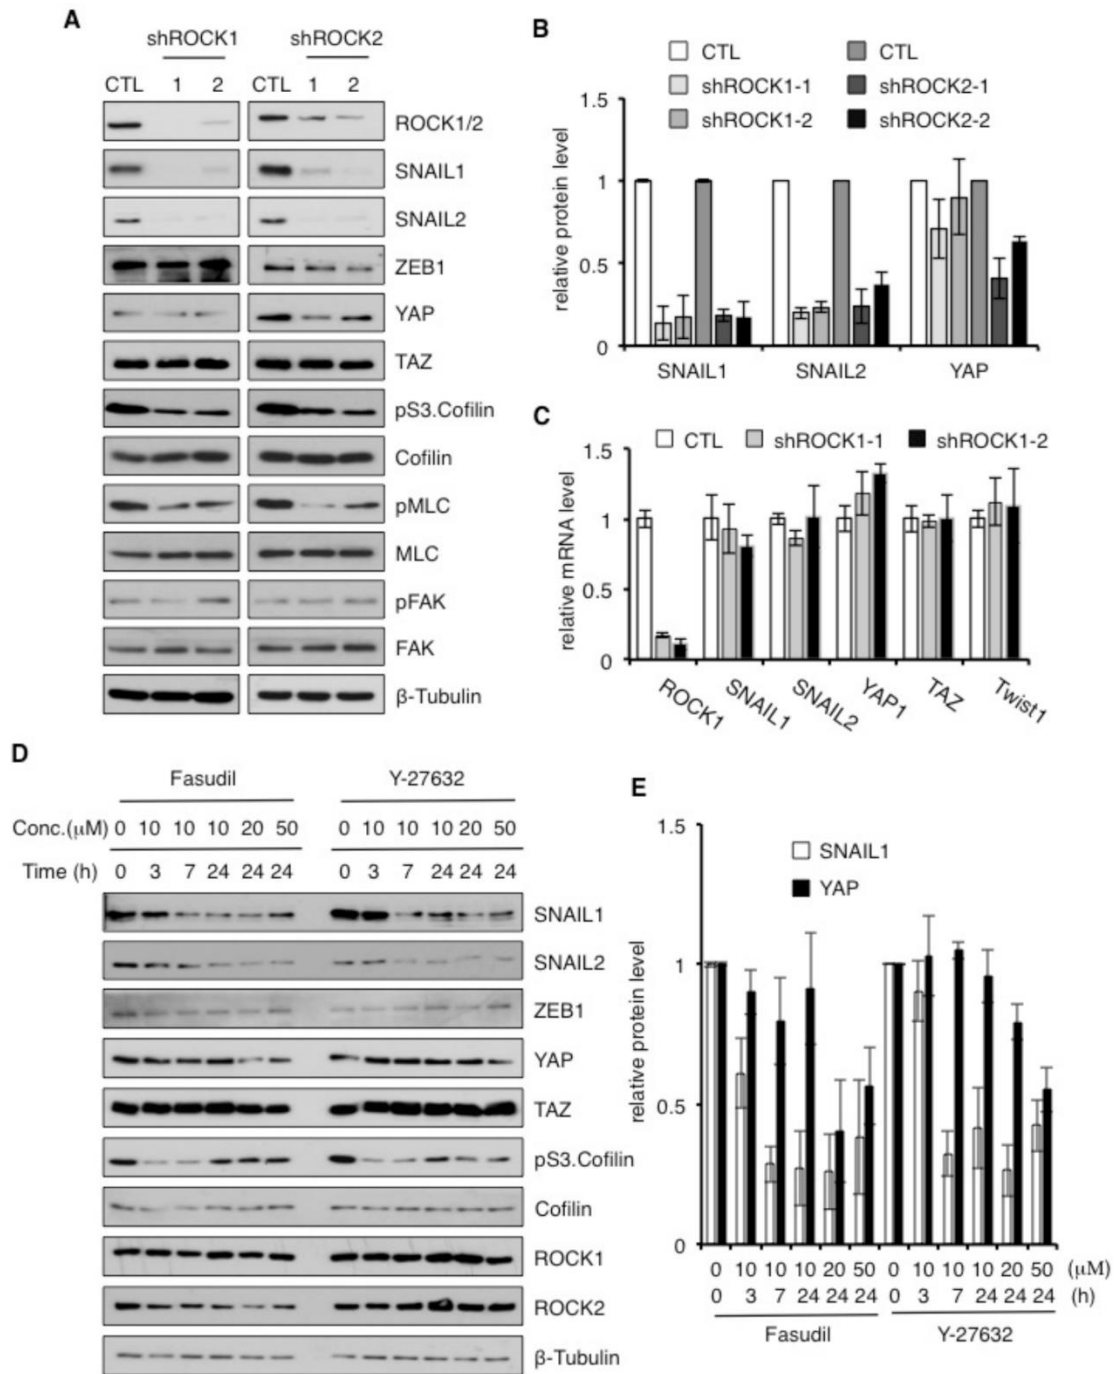 A
shROCK1 shROCK2
CTL 1 2 CTL 1 2
ROCK1/2
SNAIL1
SNAIL2
ZEB1
YAP
TAZ
pS3.Cofilin
Cofilin
pMLC
MLC
pFAK
FAK
β-Tubulin
B
CTL CTL
shROCK1-1 shROCK2-1
shROCK1-2 shROCK2-2
relative protein level
1.5
1
0.5
0
SNAIL1 SNAIL2 YAP
C
CTL shROCK1-1 shROCK1-2
relative mRNA level
1.5
1
0.5
0
ROCK1 SNAIL1 SNAIL2 YAP1 TAZ Twist1
D
Fasudil Y-27632
Conc.(μM) 0 10 10 10 20 50 0 10 10 10 20 50
Time (h) 0 3 7 24 24 24 0 3 7 24 24 24
SNAIL1
SNAIL2
ZEB1
YAP
TAZ
pS3.Cofilin
Cofilin
ROCK1
ROCK2
β-Tubulin
E
SNAIL1
YAP
relative protein level
1.5
1
0.5
0
0 10 10 10 20 50 0 10 10 10 20 50 (μM)
0 3 7 24 24 24 0 3 7 24 24 24 (h)
Fasudil Y-27632